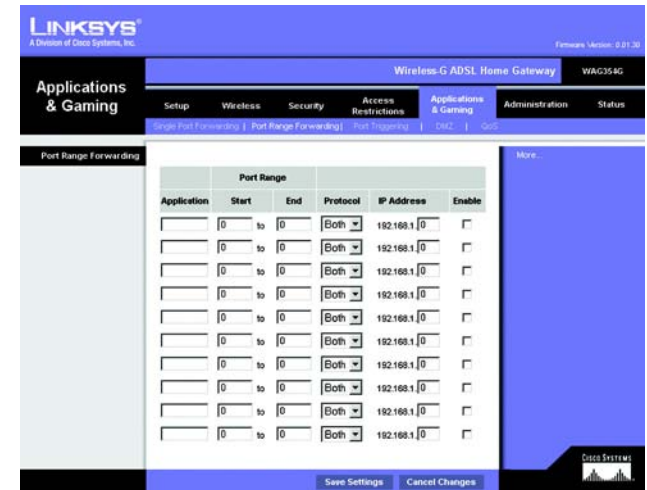 LINKSYS®
A Division of Cisco Systems, Inc.
Firmware Version: 0.01.30
Wireless-G ADSL Home Gateway WAG354G
Applications & Gaming
Setup Wireless Security Access Restrictions Applications & Gaming Administration Status
Single Port Forwarding | Port Range Forwarding | Port Triggering | DMZ | QoS
Port Range Forwarding
More...
Port Range
Application Start End Protocol IP Address Enable
0 to 0 Both 192.168.1. 0
0 to 0 Both 192.168.1. 0
0 to 0 Both 192.168.1. 0
0 to 0 Both 192.168.1. 0
0 to 0 Both 192.168.1. 0
0 to 0 Both 192.168.1. 0
0 to 0 Both 192.168.1. 0
0 to 0 Both 192.168.1. 0
0 to 0 Both 192.168.1. 0
0 to 0 Both 192.168.1. 0
Save Settings Cancel Changes
CISCO SYSTEMS